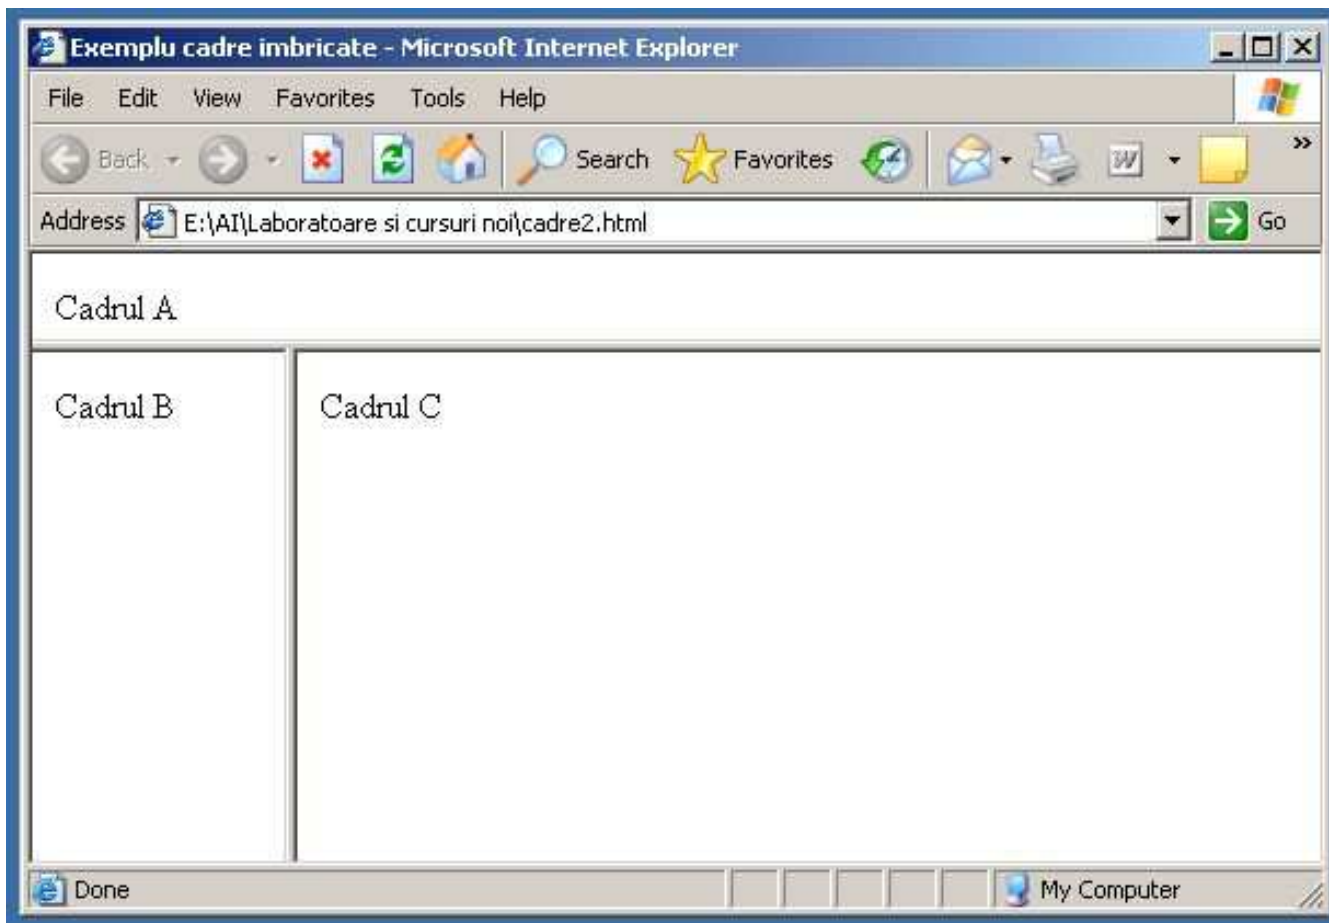 Exemplu cadre imbricate - Microsoft Internet Explorer
File Edit View Favorites Tools Help
Back Search Favorites W »
Address E:\AI\Laboratoare si cursuri noi\cadre2.html Go
Cadrul A
Cadrul B Cadrul C
Done My Computer